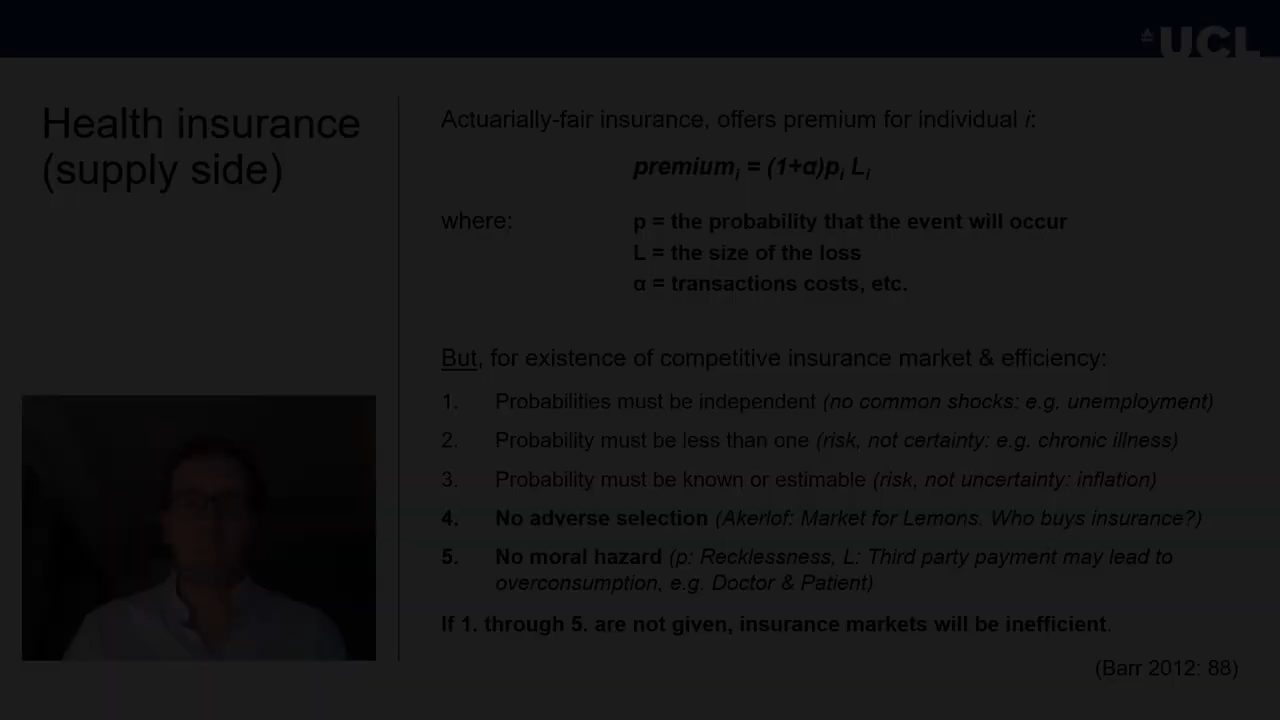 UCL
Health insurance
(supply side)
Actuarially-fair insurance, offers premium for individual i:
premiumᵢ = (1+α)pᵢ Lᵢ
where:
p = the probability that the event will occur
L = the size of the loss
α = transactions costs, etc.
But, for existence of competitive insurance market & efficiency:
1. Probabilities must be independent (no common shocks: e.g. unemployment)
2. Probability must be less than one (risk, not certainty: e.g. chronic illness)
3. Probability must be known or estimable (risk, not uncertainty: inflation)
4. No adverse selection (Akerlof: Market for Lemons. Who buys insurance?)
5. No moral hazard (p: Recklessness, L: Third party payment may lead to
overconsumption, e.g. Doctor & Patient)
If 1. through 5. are not given, insurance markets will be inefficient.
(Barr 2012: 88)